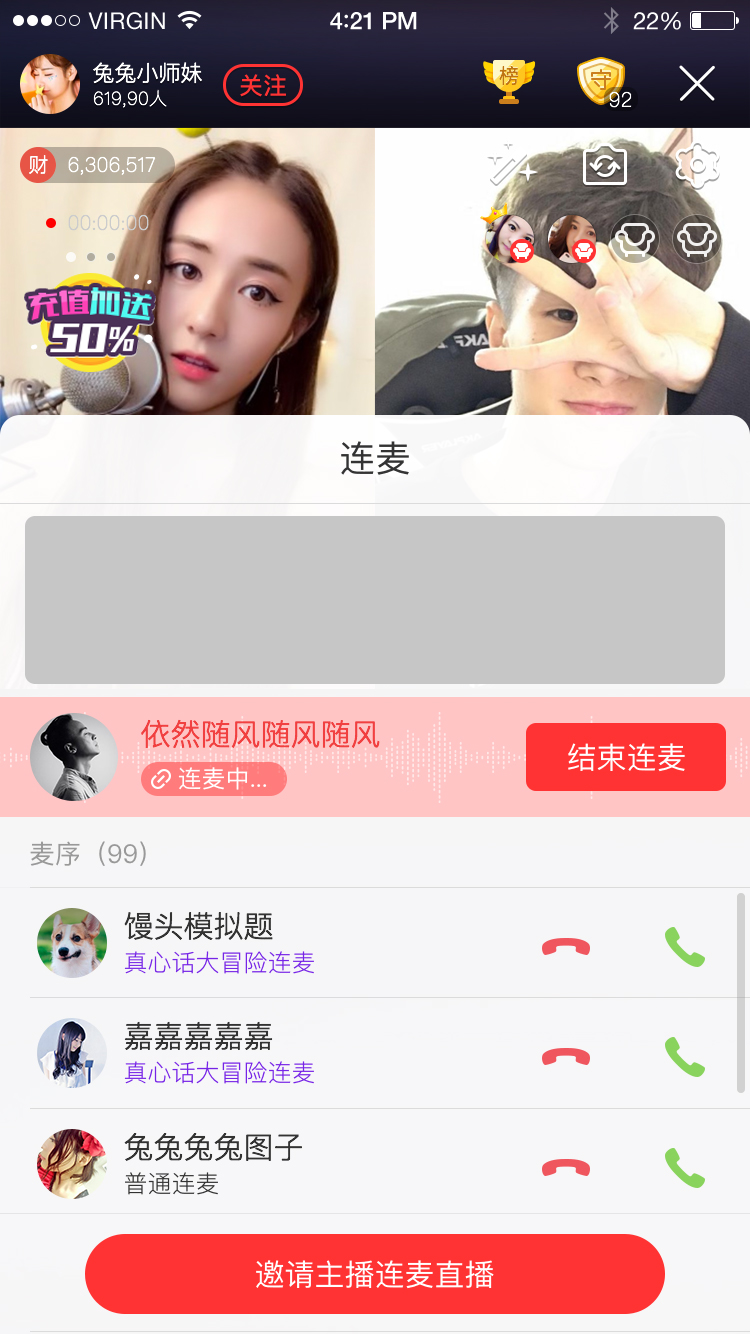 VIRGIN
4:21 PM
22%
兔兔小师妹
619,90人
关注
榜
守
92
财
6,306,517
00:00:00
充值加送
50%
连麦
依然随风随风随风
连麦中...
结束连麦
麦序（99）
馒头模拟题
真心话大冒险连麦
嘉嘉嘉嘉嘉
真心话大冒险连麦
兔兔兔兔图子
普通连麦
邀请主播连麦直播